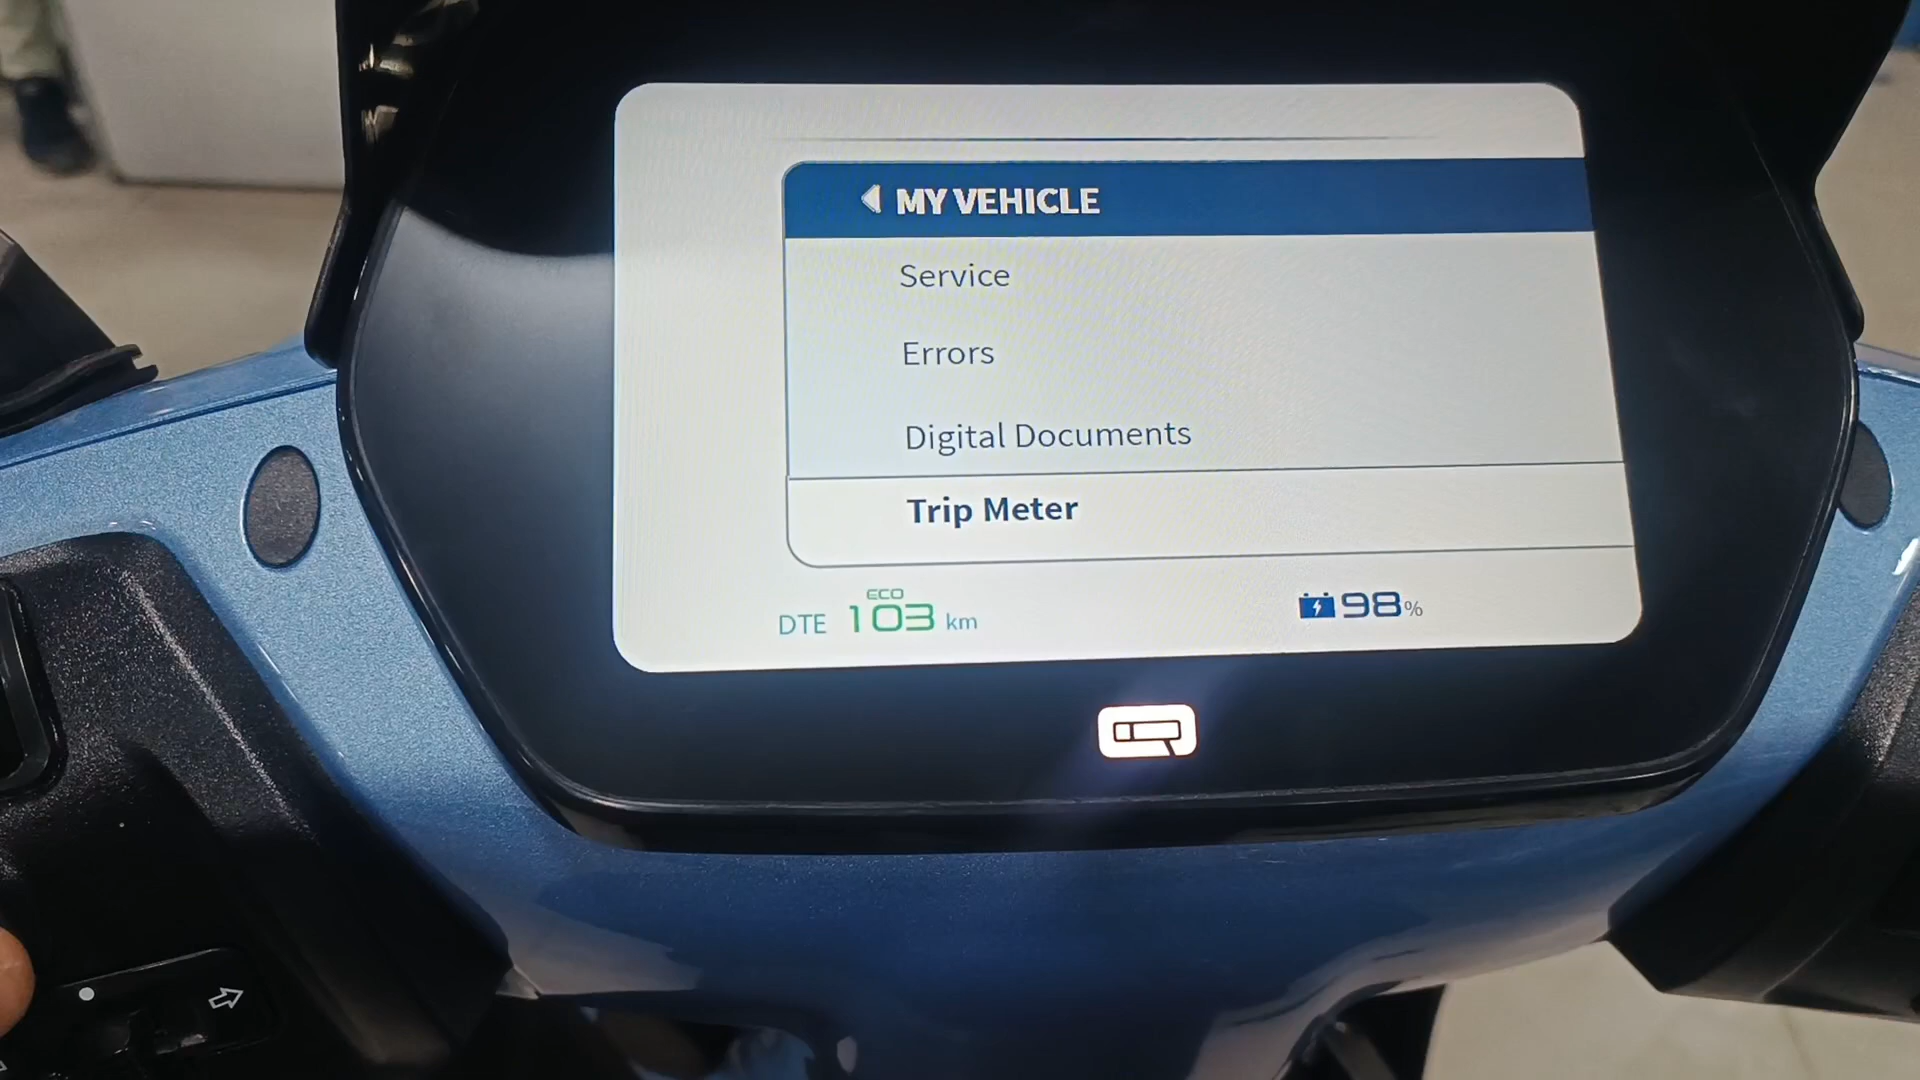 MY VEHICLE
Service
Errors
Digital Documents
Trip Meter
ECO
DTE 103 km
98%